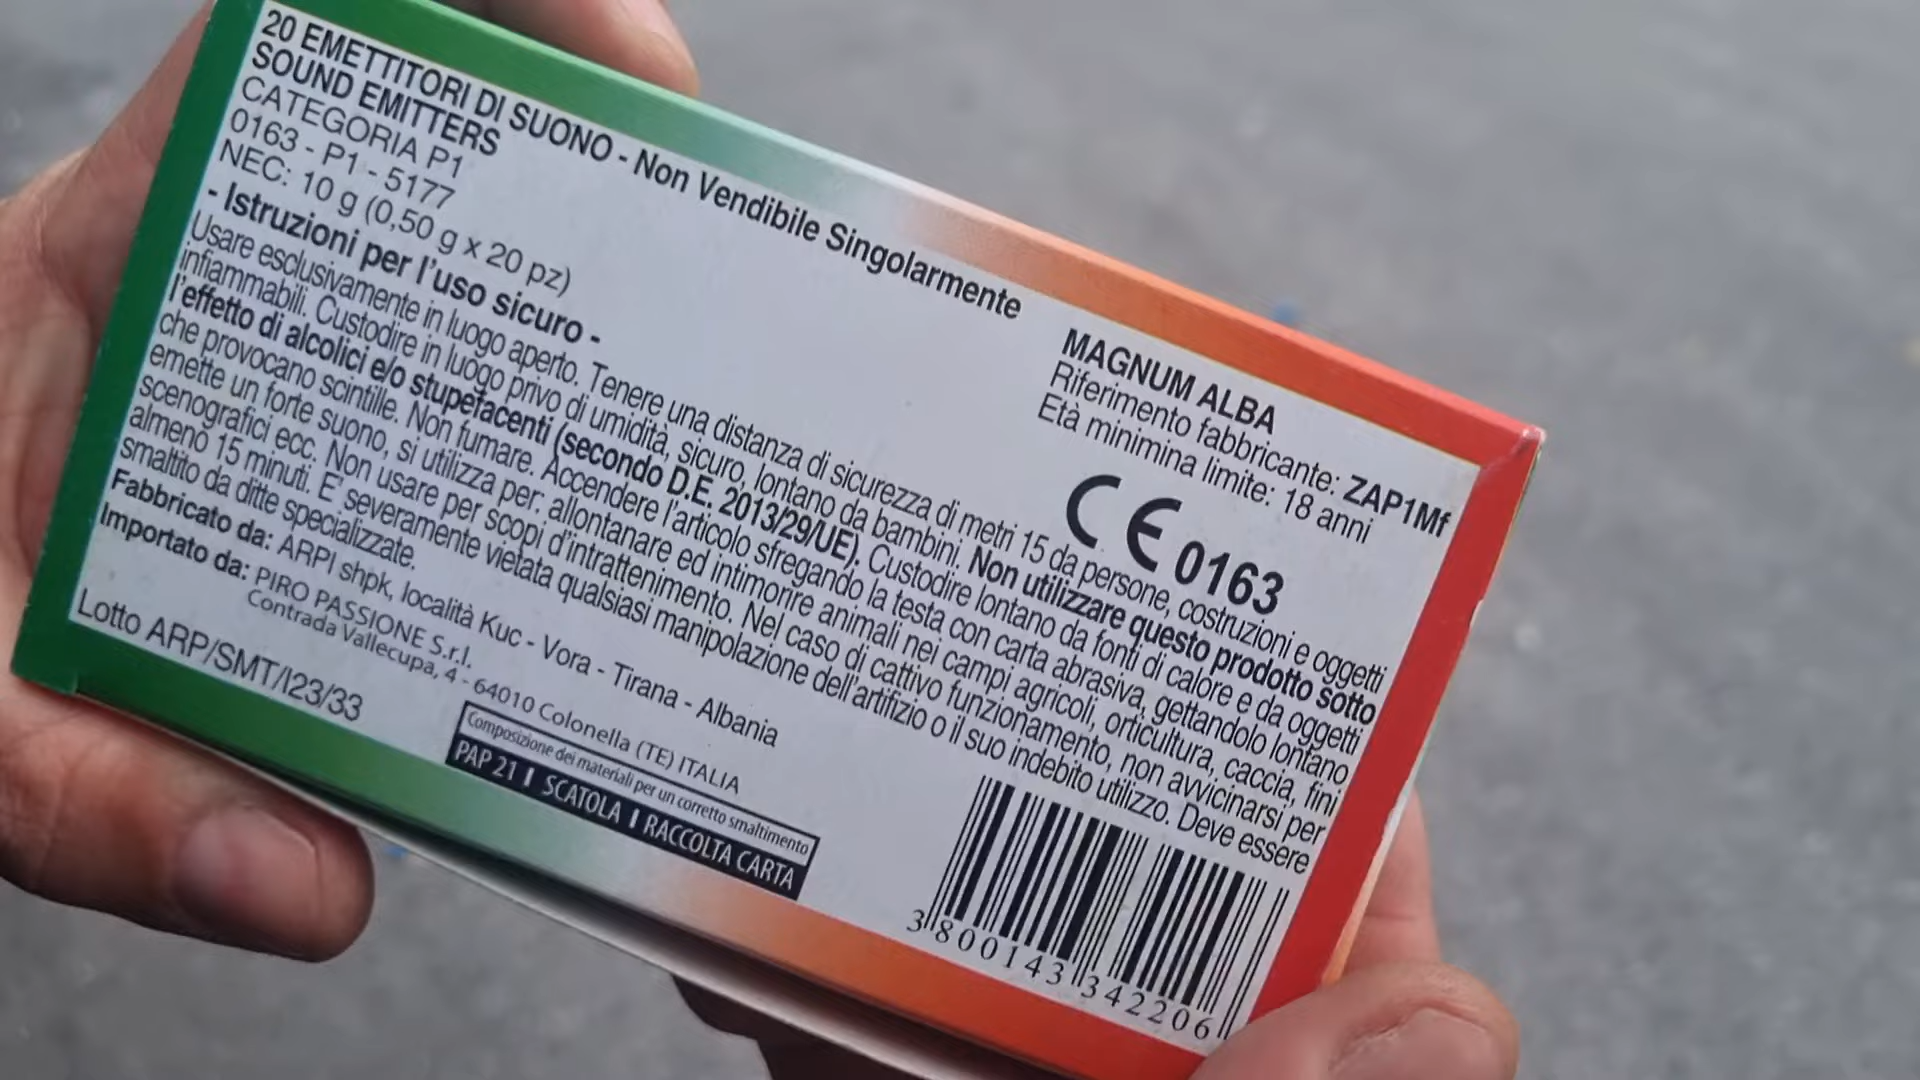 20 EMETTITORI DI SUONO - Non Vendibile Singolarmente
SOUND EMITTERS
CATEGORIA P1
0163 - P1 - 5177
NEC: 10 g (0,50 g x 20 pz)
MAGNUM ALBA
Riferimento fabbricante: ZAP1Mf
Età minimina limite: 18 anni
CE 0163
- Istruzioni per l'uso sicuro -
Usare esclusivamente in luogo aperto. Tenere una distanza di sicurezza di metri 15 da persone, costruzioni e oggetti
infiammabili. Custodire in luogo privo di umidità, sicuro, lontano da bambini. Non utilizzare questo prodotto sotto
l'effetto di alcolici e/o stupefacenti (secondo D.E. 2013/29/UE). Custodire lontano da fonti di calore e da oggetti
che provocano scintille. Non fumare. Accendere l'articolo sfregando la testa con carta abrasiva, gettandolo lontano
emette un forte suono, si utilizza per: allontanare ed intimorire animali nei campi agricoli, orticultura, caccia, fini
scenografici ecc. Non usare per scopi d'intrattenimento. Nel caso di cattivo funzionamento, non avvicinarsi per
almeno 15 minuti. E' severamente vietata qualsiasi manipolazione dell'artifizio o il suo indebito utilizzo. Deve essere
smaltito da ditte specializzate.
Fabbricato da: ARPI shpk, località Kuc - Vora - Tirana - Albania
Importato da: PIRO PASSIONE S.r.l.
Contrada Vallecupa, 4 - 64010 Colonella (TE) ITALIA
Lotto ARP/SMT/I23/33
Composizione dei materiali per un corretto smaltimento
PAP 21 | SCATOLA | RACCOLTA CARTA
3 800143 342206